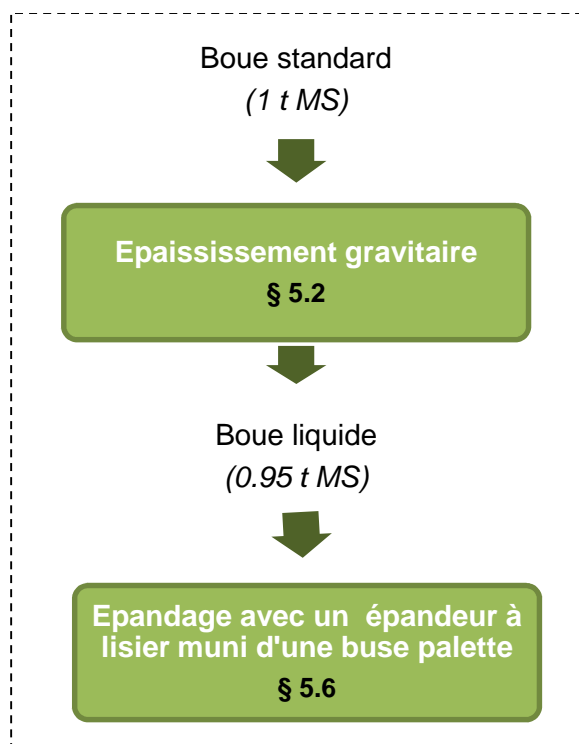 Boue standard
(1 t MS)
Epaississement gravitaire
§ 5.2
Boue liquide
(0.95 t MS)
Epandage avec un épandeur à
lisier muni d'une buse palette
§ 5.6